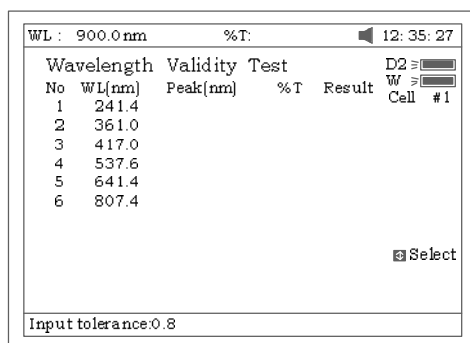 WL : 900.0nm %T: 12: 35: 27
Wavelength Validity Test D2
No WL(nm) Peak(nm) %T Result W
1 241.4 Cell #1
2 361.0
3 417.0
4 537.6
5 641.4
6 807.4
Select
Input tolerance:0.8